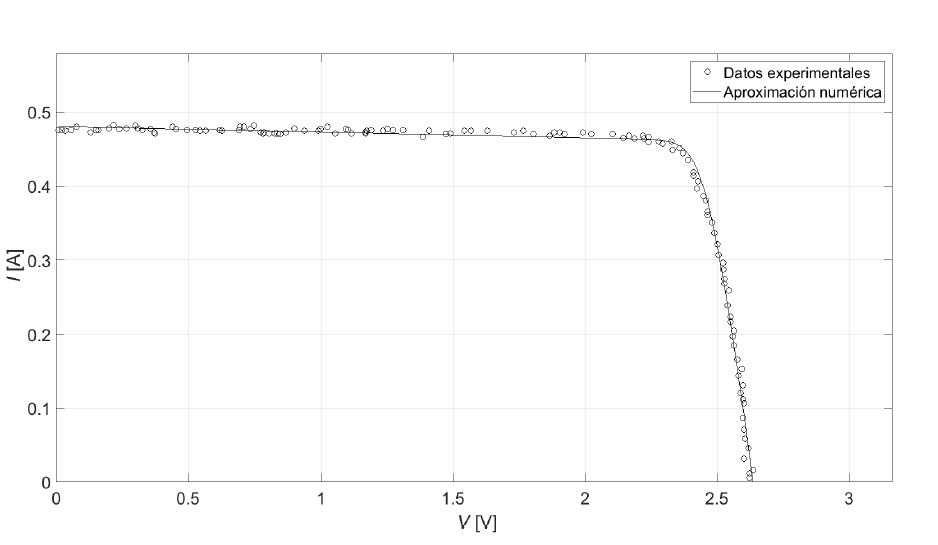 Datos experimentales
Aproximación numérica
0.5
0.4
0.3
0.2
0.1
0
I [A]
0 0.5 1 1.5 2 2.5 3
V [V]